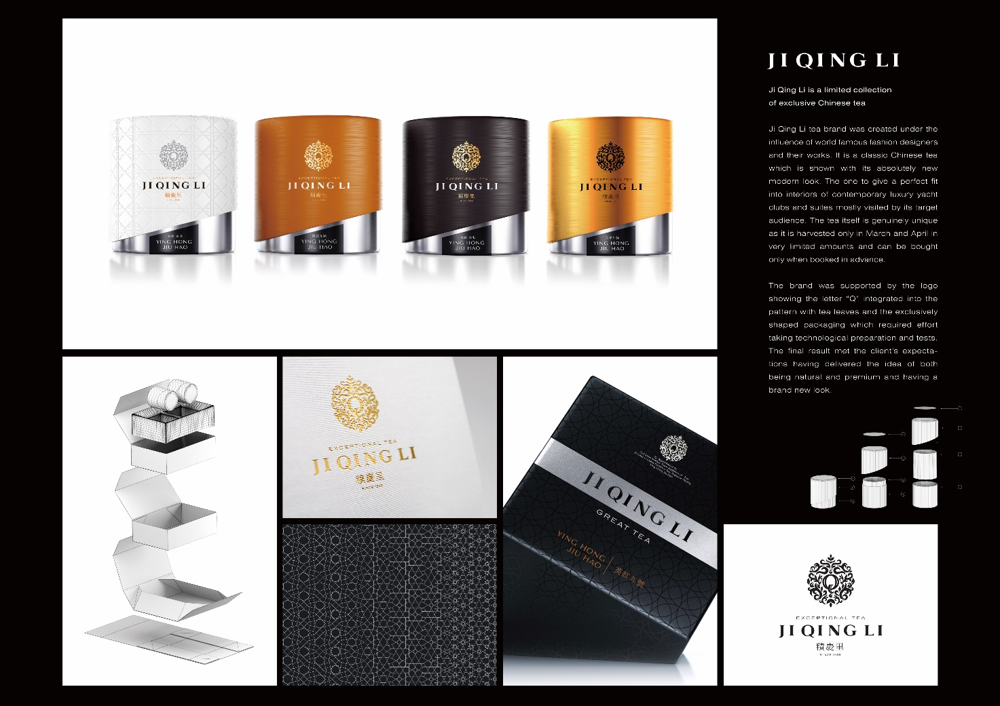 JI QING LI
Ji Qing Li is a limited collection
of exclusive Chinese tea
Ji Qing Li tea brand was created under the
influence of world famous fashion designers
and their works. It is a classic Chinese tea
which is shown with its absolutely new
modern look. The one to give a perfect fit
into interiors of contemporary luxury yacht
clubs and suites mostly visited by its target
audience. The tea itself is genuinely unique
as it is harvested only in March and April in
very limited amounts and can be bought
only when booked in advance.
The brand was supported by the logo
showing the letter “Q” integrated into the
pattern with tea leaves and the exclusively
shaped packaging which required effort
taking technological preparation and tests.
The final result met the client's expecta-
tions having delivered the idea of both
being natural and premium and having a
brand new look.
Q
EXCEPTIONAL TEA
JI QING LI
積慶里
YING HONG
JIU HAO
Q
EXCEPTIONAL TEA
JI QING LI
積慶里
YING HONG
JIU HAO
Q
EXCEPTIONAL TEA
JI QING LI
積慶里
YING HONG
JIU HAO
Q
EXCEPTIONAL TEA
JI QING LI
積慶里
YING HONG
JIU HAO
Q
EXCEPTIONAL TEA
JI QING LI
積慶里
Q
JI QING LI
GREAT TEA
YING HONG
JIU HAO
英紅九號
Q
EXCEPTIONAL TEA
JI QING LI
積慶里